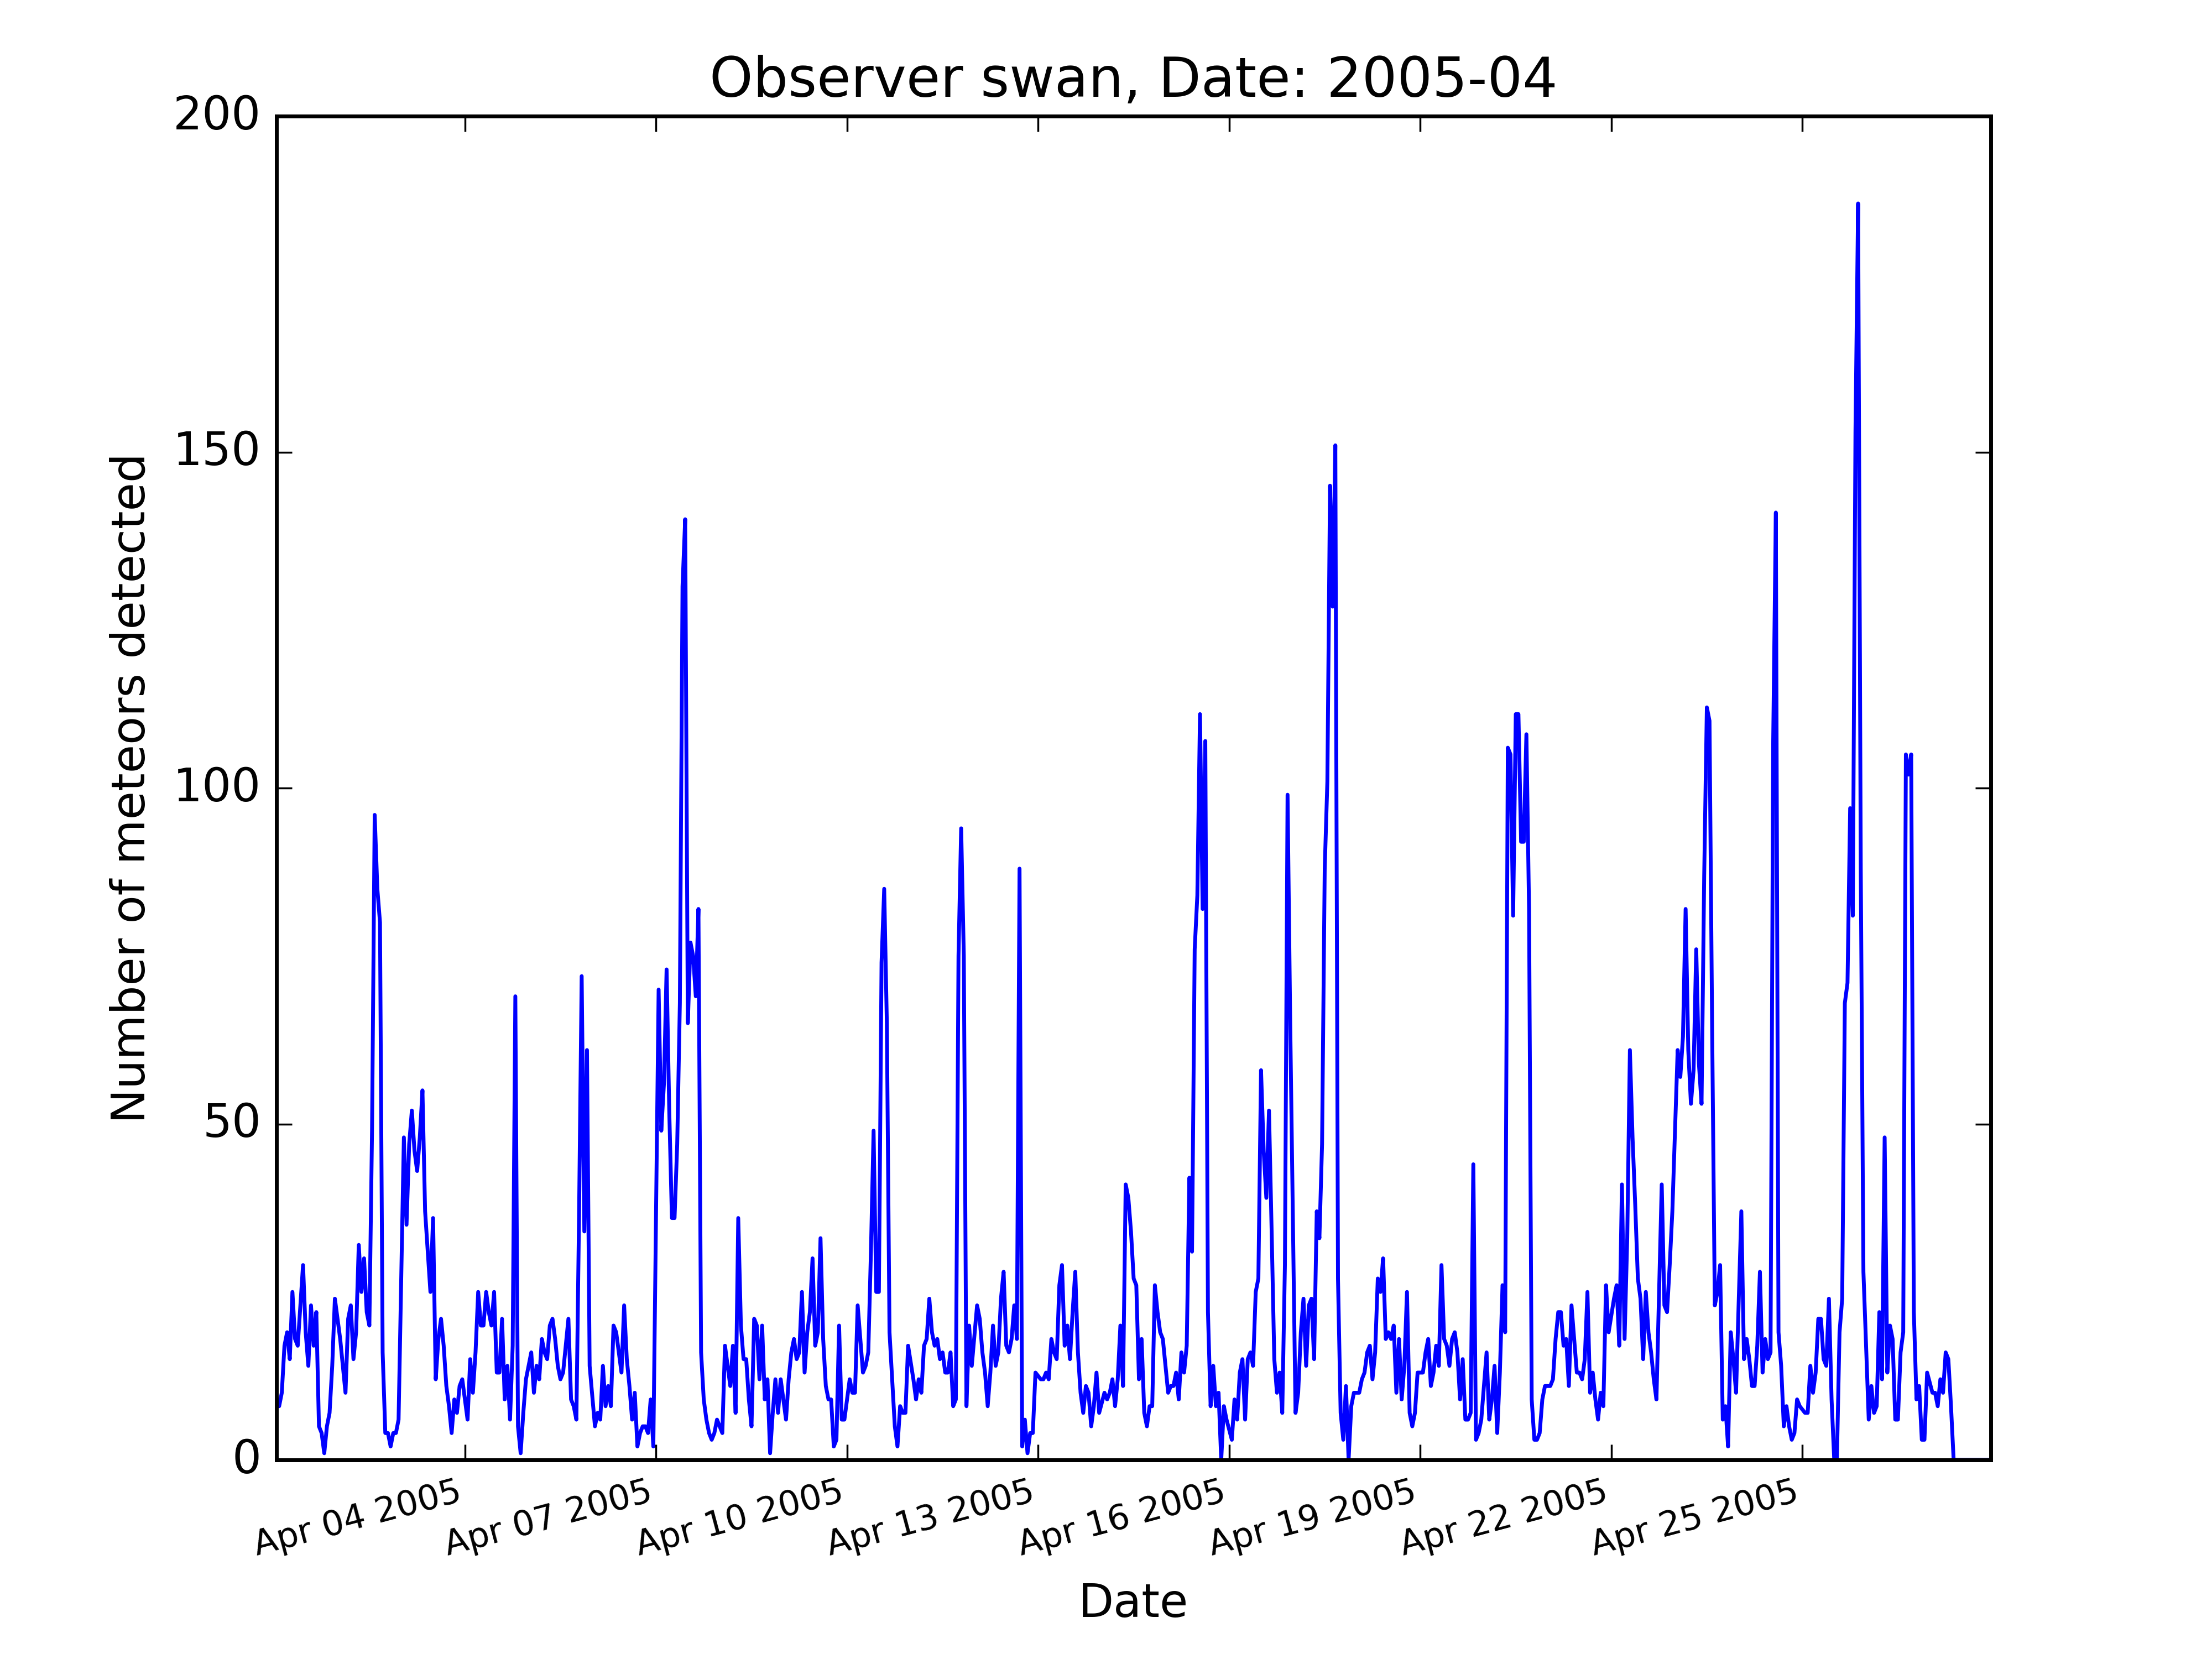 Observer swan, Date: 2005-04
200
150
100
50
0
Number of meteors detected
Apr 04 2005
Apr 07 2005
Apr 10 2005
Apr 13 2005
Apr 16 2005
Apr 19 2005
Apr 22 2005
Apr 25 2005
Date